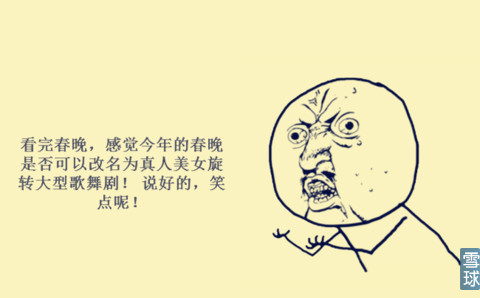 看完春晚，感觉今年的春晚
是否可以改名为真人美女旋
转大型歌舞剧！ 说好的，笑
点呢！
雪
球